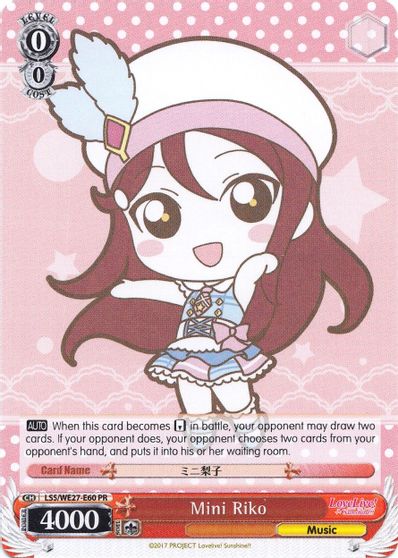 LEVEL
0
0
COST
AUTO When this card becomes in battle, your opponent may draw two
cards. If your opponent does, your opponent chooses two cards from your
opponent's hand, and puts it into his or her waiting room.
Card Name
ミニ梨子
CH LSS/WE27-E60 PR
POWER
4000
SOUL
Mini Riko
LoveLive!
Sunshine!!
Music
©2017 PROJECT Lovelive! Sunshine!!